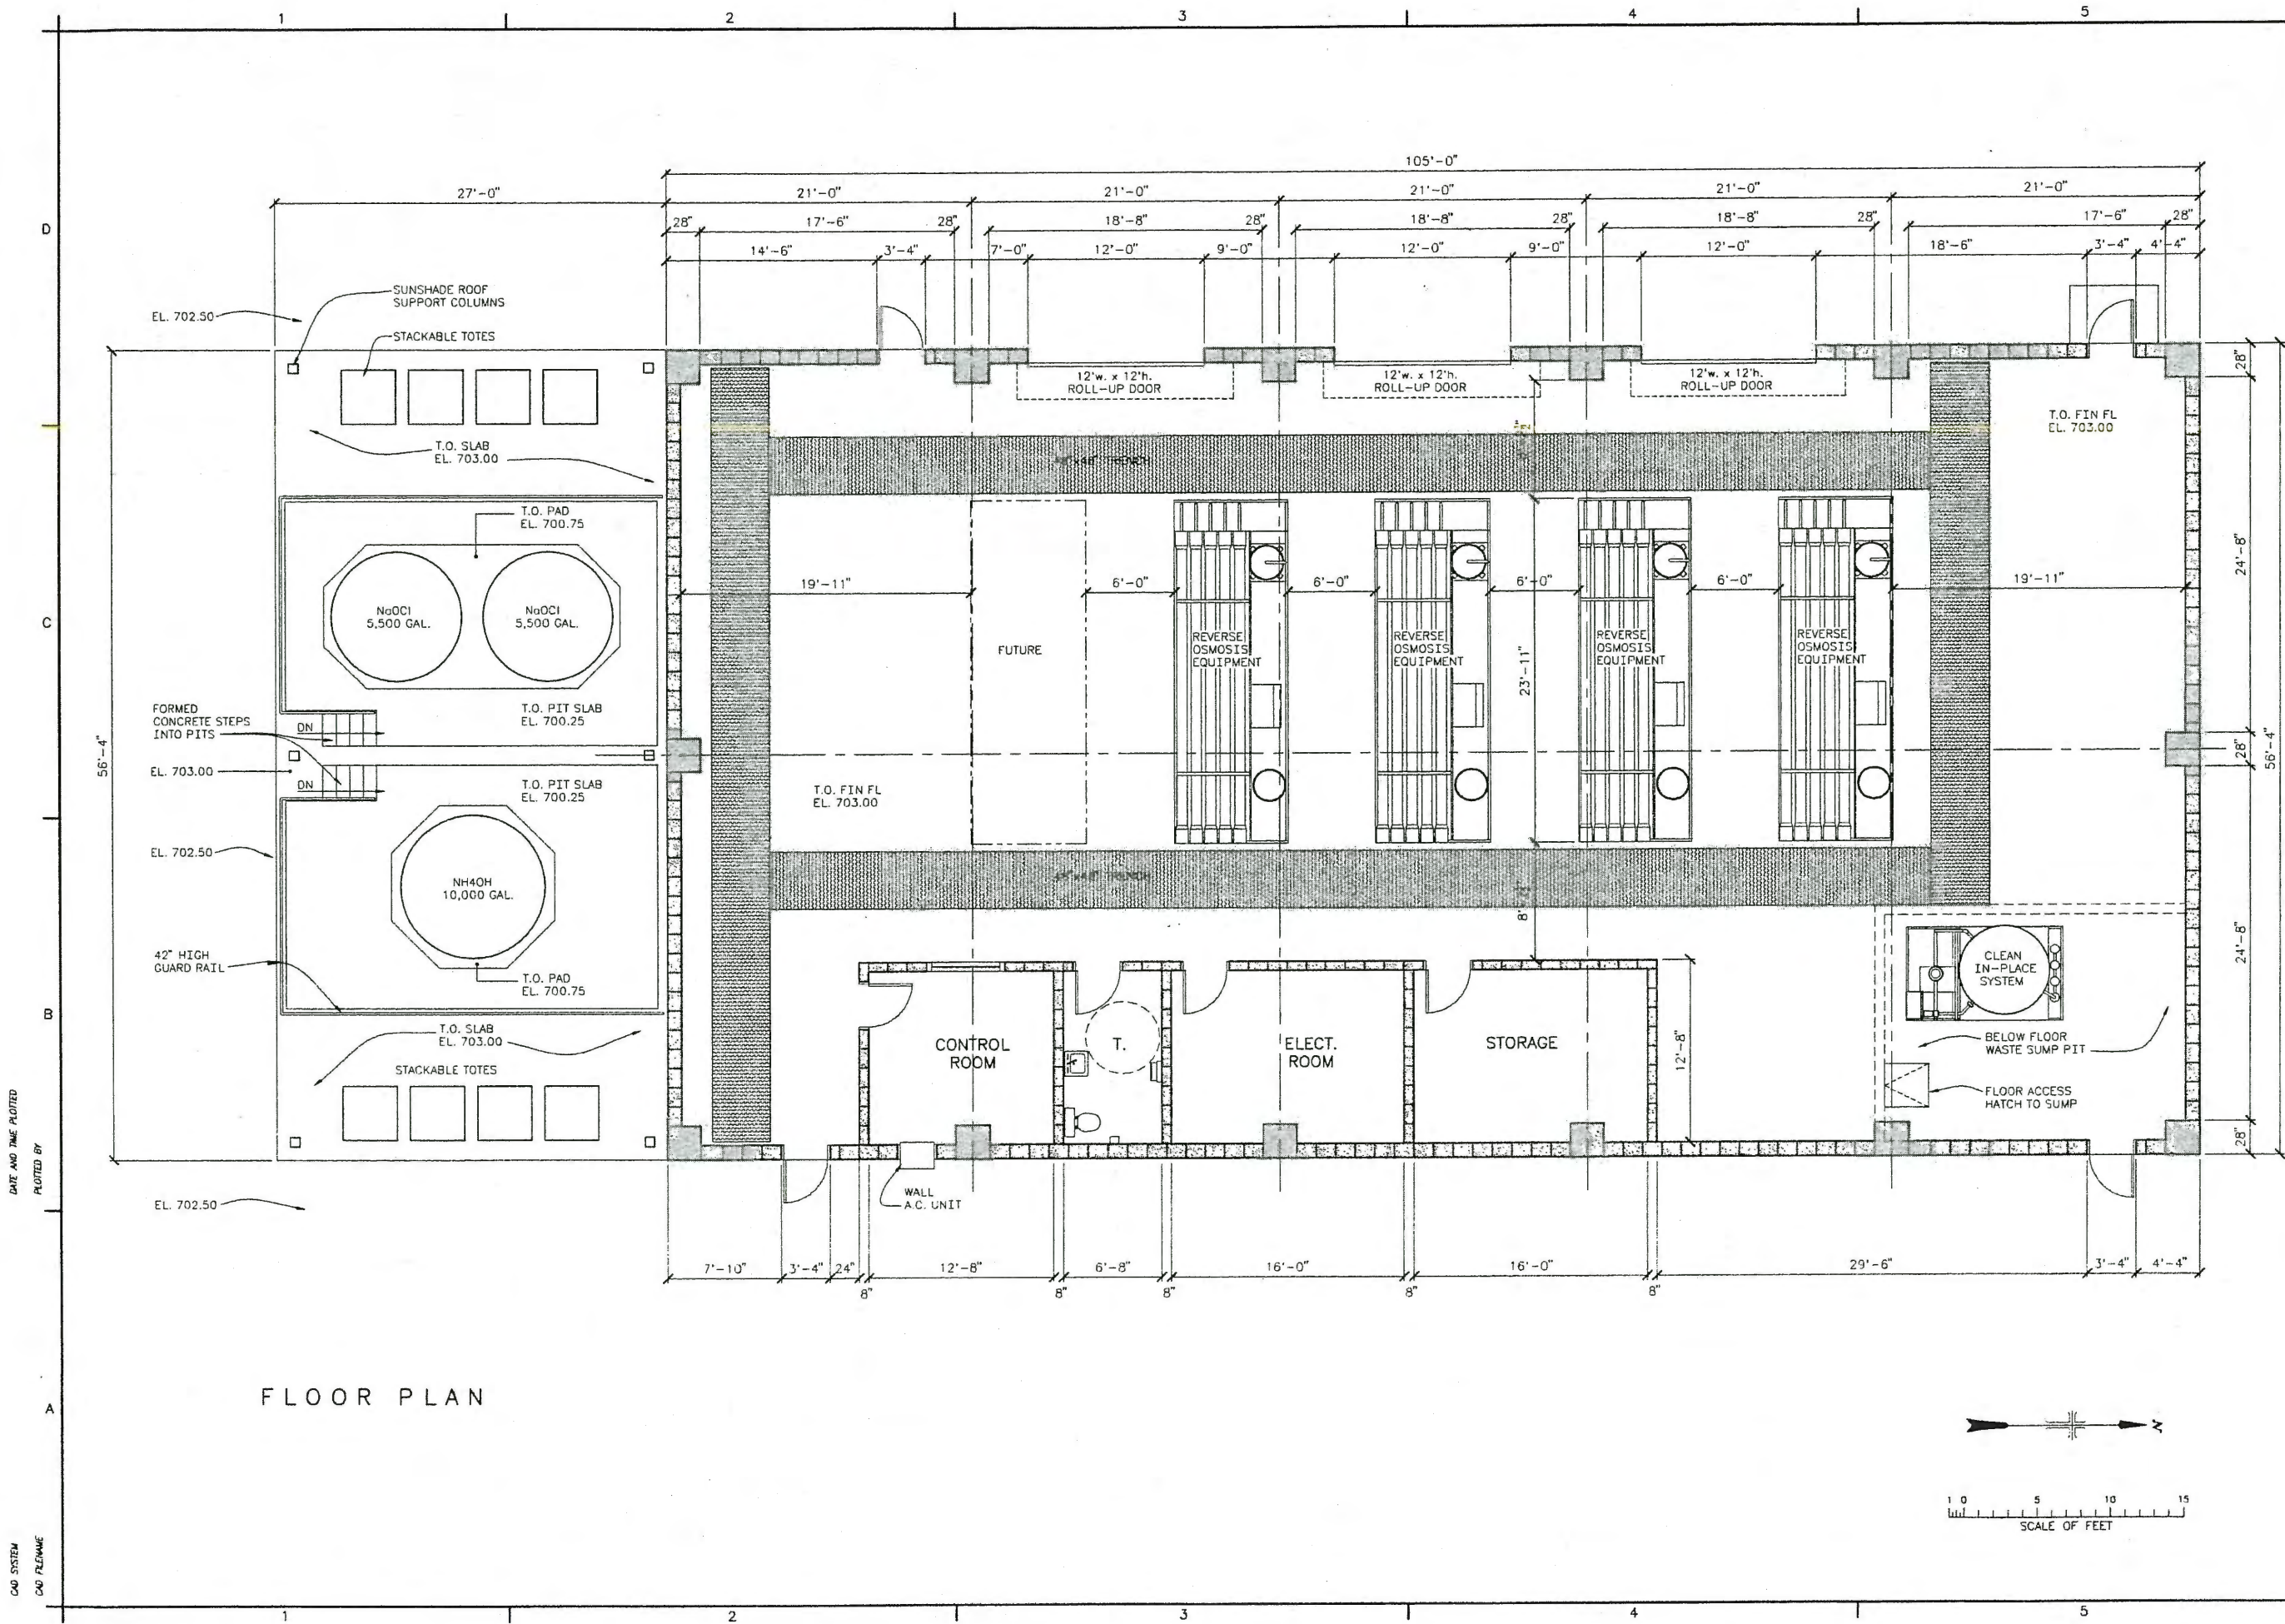 1 2 3 4 5
105'-0"
27'-0" 21'-0" 21'-0" 21'-0" 21'-0" 21'-0"
28" 17'-6" 28" 18'-8" 28" 18'-8" 28" 18'-8" 28" 17'-6" 28"
14'-6" 3'-4" 7'-0" 12'-0" 9'-0" 12'-0" 9'-0" 12'-0" 18'-6" 3'-4" 4'-4"
D
SUNSHADE ROOF
SUPPORT COLUMNS
EL. 702.50
STACKABLE TOTES
12'w. x 12'h.
ROLL-UP DOOR
12'w. x 12'h.
ROLL-UP DOOR
12'w. x 12'h.
ROLL-UP DOOR
28"
T.O. FIN FL
EL. 703.00
T.O. SLAB
EL. 703.00
T.O. PAD
EL. 700.75
24'-8"
19'-11" 6'-0" 6'-0" 6'-0" 6'-0" 19'-11"
C
NaOCl
5,500 GAL.
NaOCl
5,500 GAL.
FUTURE
REVERSE
OSMOSIS
EQUIPMENT
REVERSE
OSMOSIS
EQUIPMENT
REVERSE
OSMOSIS
EQUIPMENT
REVERSE
OSMOSIS
EQUIPMENT
23'-11"
FORMED
CONCRETE STEPS
INTO PITS
DN
T.O. PIT SLAB
EL. 700.25
56'-4"
28"
56'-4"
EL. 703.00
DN
T.O. PIT SLAB
EL. 700.25
T.O. FIN FL
EL. 703.00
EL. 702.50
NH4OH
10,000 GAL.
42" HIGH
GUARD RAIL
T.O. PAD
EL. 700.75
24'-8"
CLEAN
IN-PLACE
SYSTEM
B
T.O. SLAB
EL. 703.00
STACKABLE TOTES
CONTROL
ROOM
T.
ELECT.
ROOM
STORAGE
12'-8"
BELOW FLOOR
WASTE SUMP PIT
FLOOR ACCESS
HATCH TO SUMP
28"
EL. 702.50
WALL
A.C. UNIT
7'-10" 3'-4" 24" 12'-8" 6'-8" 16'-0" 16'-0" 29'-6" 3'-4" 4'-4"
8" 8" 8" 8" 8"
FLOOR PLAN
A
N
1 0 5 10 15
SCALE OF FEET
DATE AND TIME PLOTTED
PLOTTED BY
CAD SYSTEM
CAD FILENAME
1 2 3 4 5